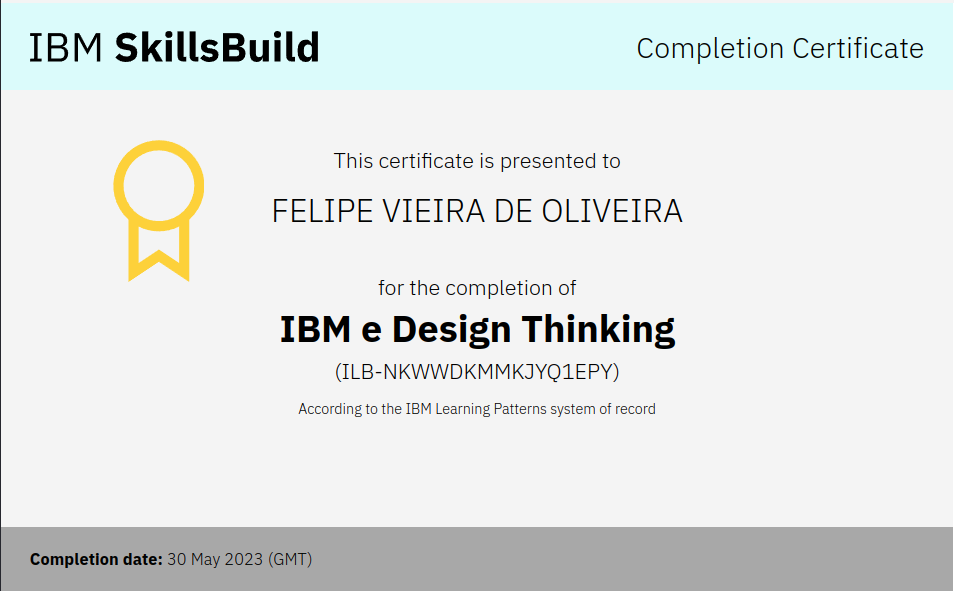 IBM SkillsBuild
Completion Certificate
This certificate is presented to
FELIPE VIEIRA DE OLIVEIRA
for the completion of
IBM e Design Thinking
(ILB-NKWWDKMMKJYQ1EPY)
According to the IBM Learning Patterns system of record
Completion date: 30 May 2023 (GMT)